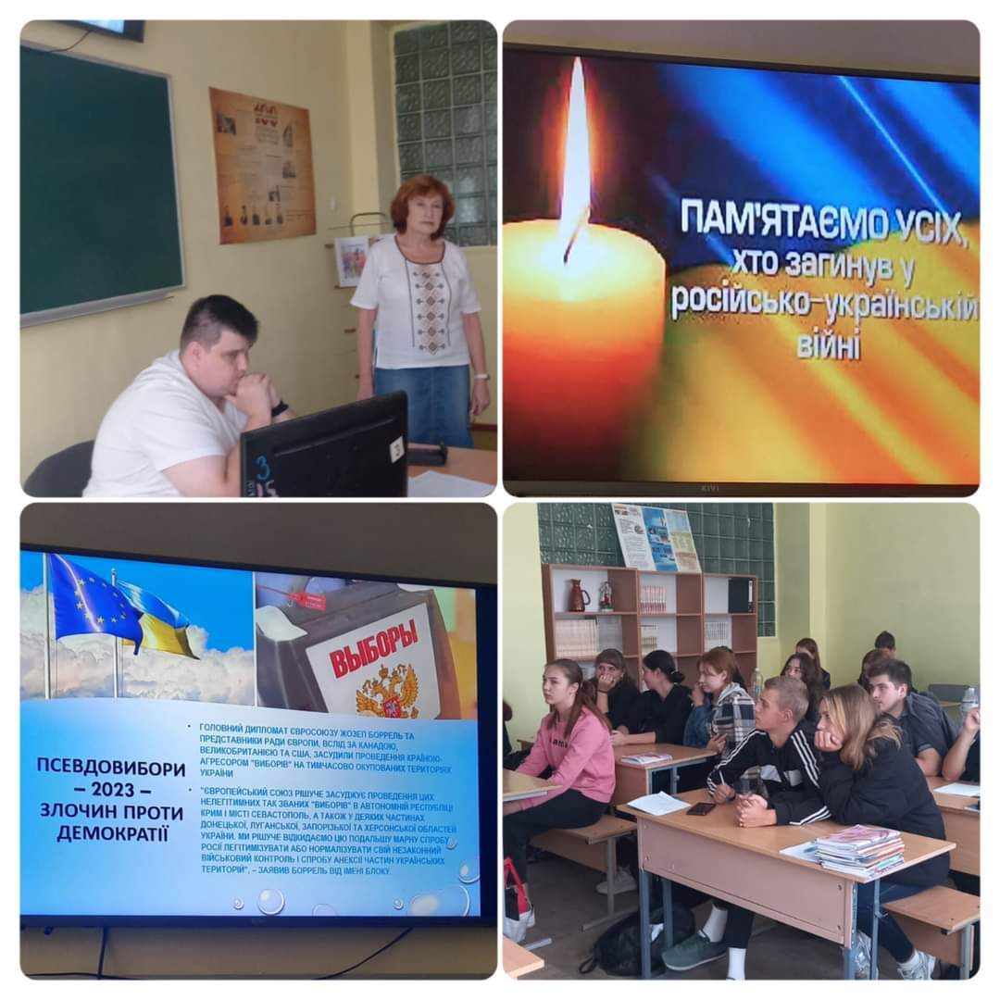 100
3
3
ПАМ'ЯТАЄМО УСІХ,
хто загинув у
російсько-українській
війні
KIVI
ВЫБОРЫ
ПСЕВДОВИБОРИ
– 2023 –
ЗЛОЧИН ПРОТИ
ДЕМОКРАТІЇ
• ГОЛОВНИЙ ДИПЛОМАТ ЄВРОСОЮЗУ ЖОЗЕП БОРРЕЛЬ ТА
ПРЕДСТАВНИКИ РАДИ ЄВРОПИ, ВСЛІД ЗА КАНАДОЮ,
ВЕЛИКОБРИТАНІЄЮ ТА США, ЗАСУДИЛИ ПРОВЕДЕННЯ КРАЇНОЮ-
АГРЕСОРОМ "ВИБОРІВ" НА ТИМЧАСОВО ОКУПОВАНИХ ТЕРИТОРІЯХ
УКРАЇНИ
• "ЄВРОПЕЙСЬКИЙ СОЮЗ РІШУЧЕ ЗАСУДЖУЄ ПРОВЕДЕННЯ ЦИХ
НЕЛЕГІТИМНИХ ТАК ЗВАНИХ "ВИБОРІВ" В АВТОНОМНІЙ РЕСПУБЛІЦІ
КРИМ І МІСТІ СЕВАСТОПОЛЬ, А ТАКОЖ У ДЕЯКИХ ЧАСТИНАХ
ДОНЕЦЬКОЇ, ЛУГАНСЬКОЇ, ЗАПОРІЗЬКОЇ ТА ХЕРСОНСЬКОЇ ОБЛАСТЕЙ
УКРАЇНИ. МИ РІШУЧЕ ВІДКИДАЄМО ЦЮ ПОДАЛЬШУ МАРНУ СПРОБУ
РОСІЇ ЛЕГІТИМІЗУВАТИ АБО НОРМАЛІЗУВАТИ СВІЙ НЕЗАКОННИЙ
ВІЙСЬКОВИЙ КОНТРОЛЬ І СПРОБУ АНЕКСІЇ ЧАСТИН УКРАЇНСЬКИХ
ТЕРИТОРІЙ", – ЗАЯВИВ БОРРЕЛЬ ВІД ІМЕНІ БЛОКУ